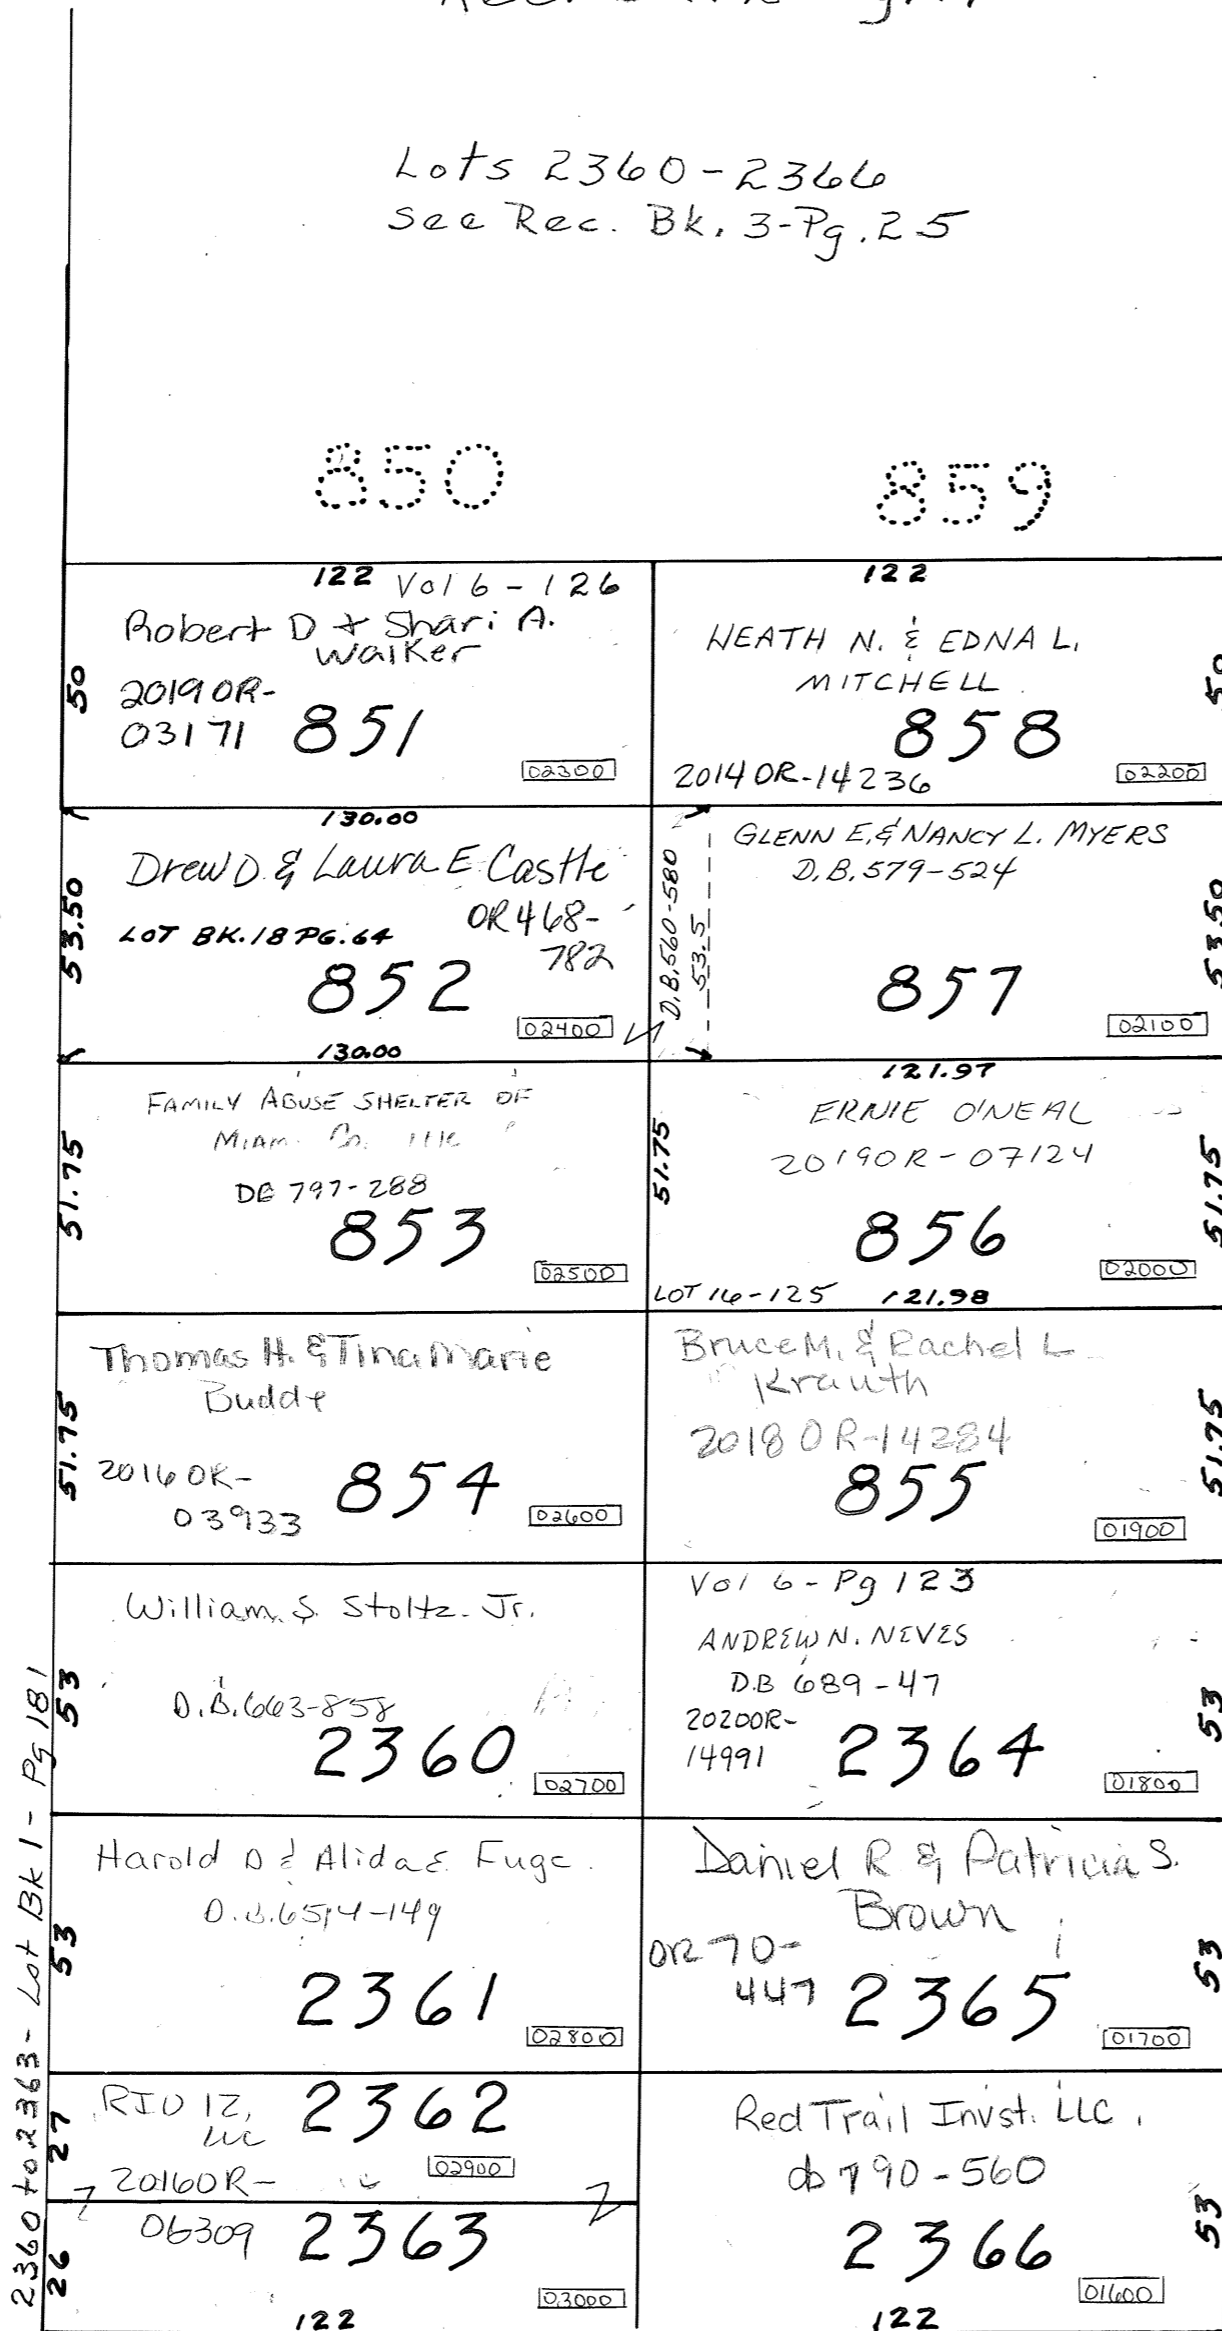 Lots 2360-2366
See Rec. Bk. 3-Pg. 25
850
859
122 Vol 6 - 126
Robert D & Shari A.
Walker
50
2019 OR-
03171 851
02300
122
HEATH N. & EDNA L.
MITCHELL
50
858
2014 OR-14236
02200
130.00
Drew D. & Laura E Castle
53.50
LOT BK. 18 PG. 64
OR 468-
782
852
02400
130.00
D.B. 560-580
53.5
GLENN E. & NANCY L. MYERS
D.B. 579-524
53.50
857
02100
FAMILY ABUSE SHELTER OF
MIAM. Co.
51.75
DB 797-288
853
02500
121.97
ERNIE O'NEAL
2019OR-07124
51.75
51.75
856
02000
LOT 16-125 121.98
Thomas H. & Tina Marie
Budde
51.75
2016 OR-
03933 854
02600
Bruce M. & Rachel L
Krauth
2018 OR-14284
51.75
855
01900
William S. Stoltz Jr.
53
D.B. 663-858
2360
02700
Vol 6 - Pg 123
ANDREW N. NEVES
D.B 689-47
2020OR-
14991 2364
53
01800
Harold D & Alida E. Fuge
53
2361
02800
Daniel R & Patricia S.
Brown
OR 70-
447 2365
53
01700
2362
LLC
27
2016OR-
02900
06309 2363
26
03000
122
Red Trail Invst. LLC.
db 790-560
53
2366
01600
122
2360 to 2363 - Lot Bk 1 - Pg 181